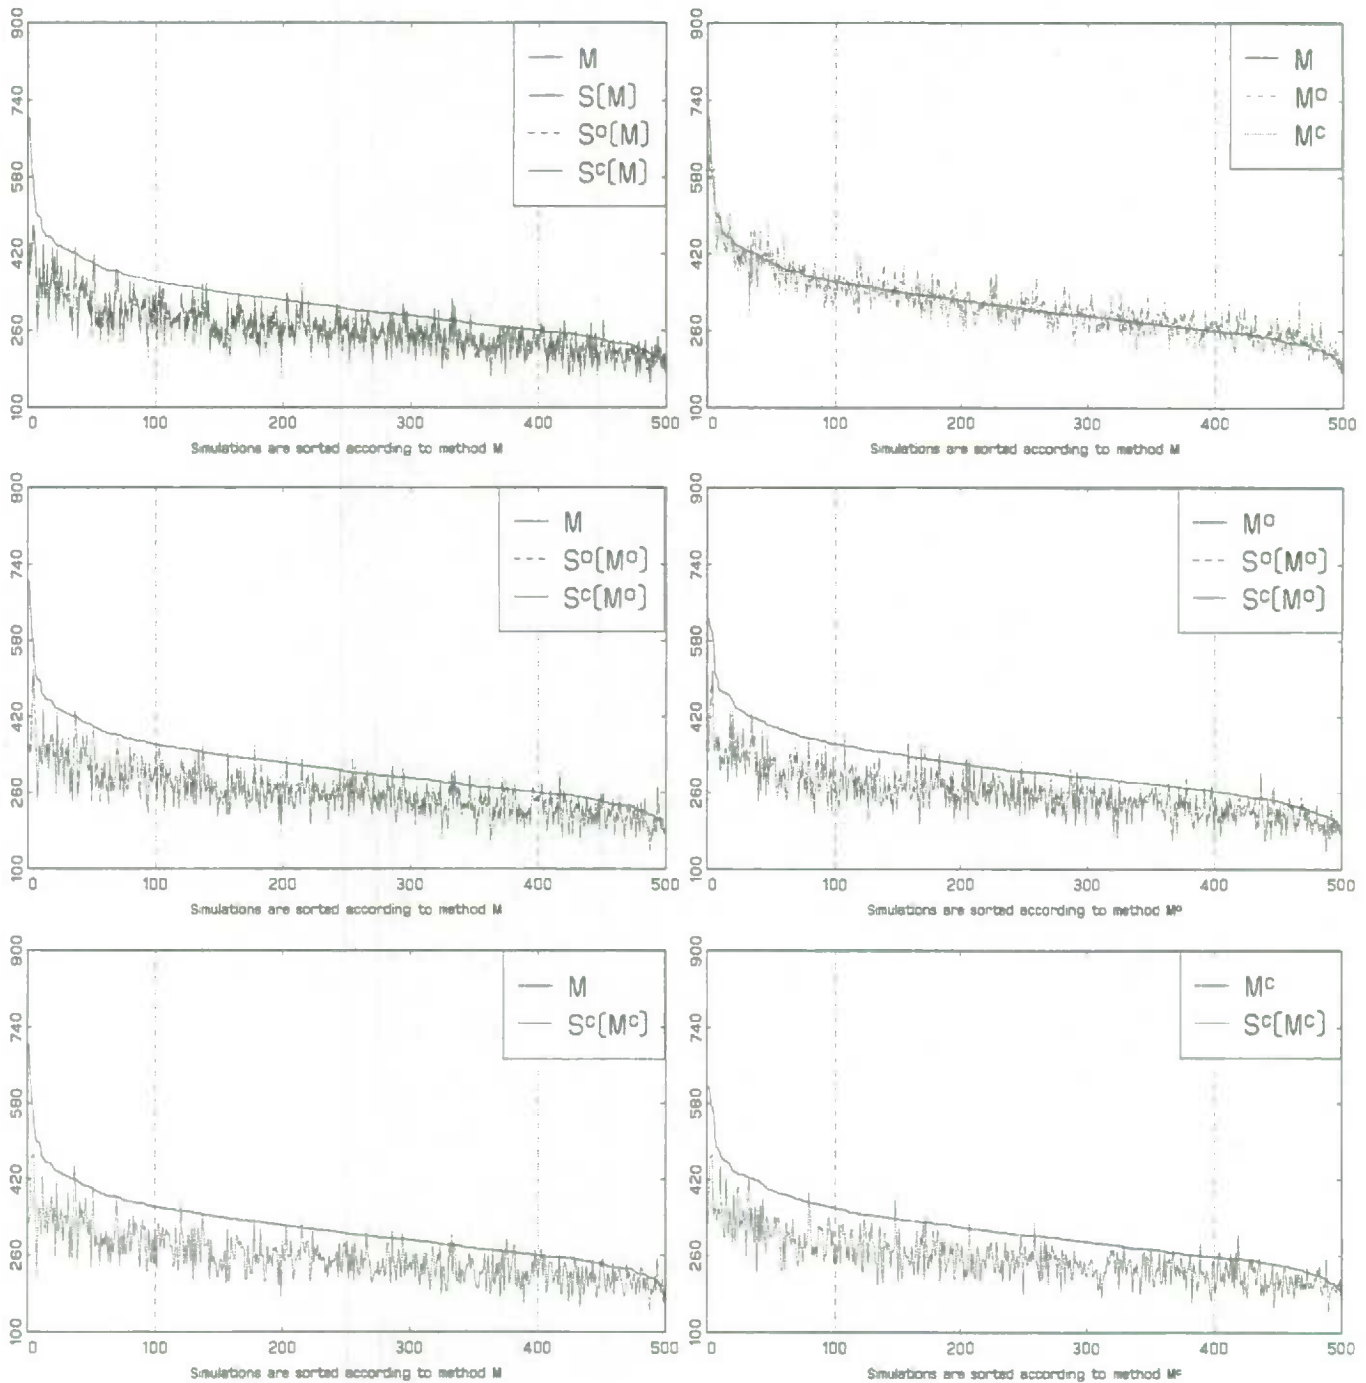 900
740
580
420
260
100
M
S[M]
Sᴼ[M]
Sᶜ[M]
0 100 200 300 400 500
Simulations are sorted according to method M
900
740
580
420
260
100
M
Mᴼ
Mᶜ
0 100 200 300 400 500
Simulations are sorted according to method M
900
740
580
420
260
100
M
Sᴼ[Mᴼ]
Sᶜ[Mᴼ]
0 100 200 300 400 500
Simulations are sorted according to method M
900
740
580
420
260
100
Mᴼ
Sᴼ[Mᴼ]
Sᶜ[Mᴼ]
0 100 200 300 400 500
Simulations are sorted according to method Mᴼ
900
740
580
420
260
100
M
Sᶜ[Mᶜ]
0 100 200 300 400 500
Simulations are sorted according to method M
900
740
580
420
260
100
Mᶜ
Sᶜ[Mᶜ]
0 100 200 300 400 500
Simulations are sorted according to method Mᶜ